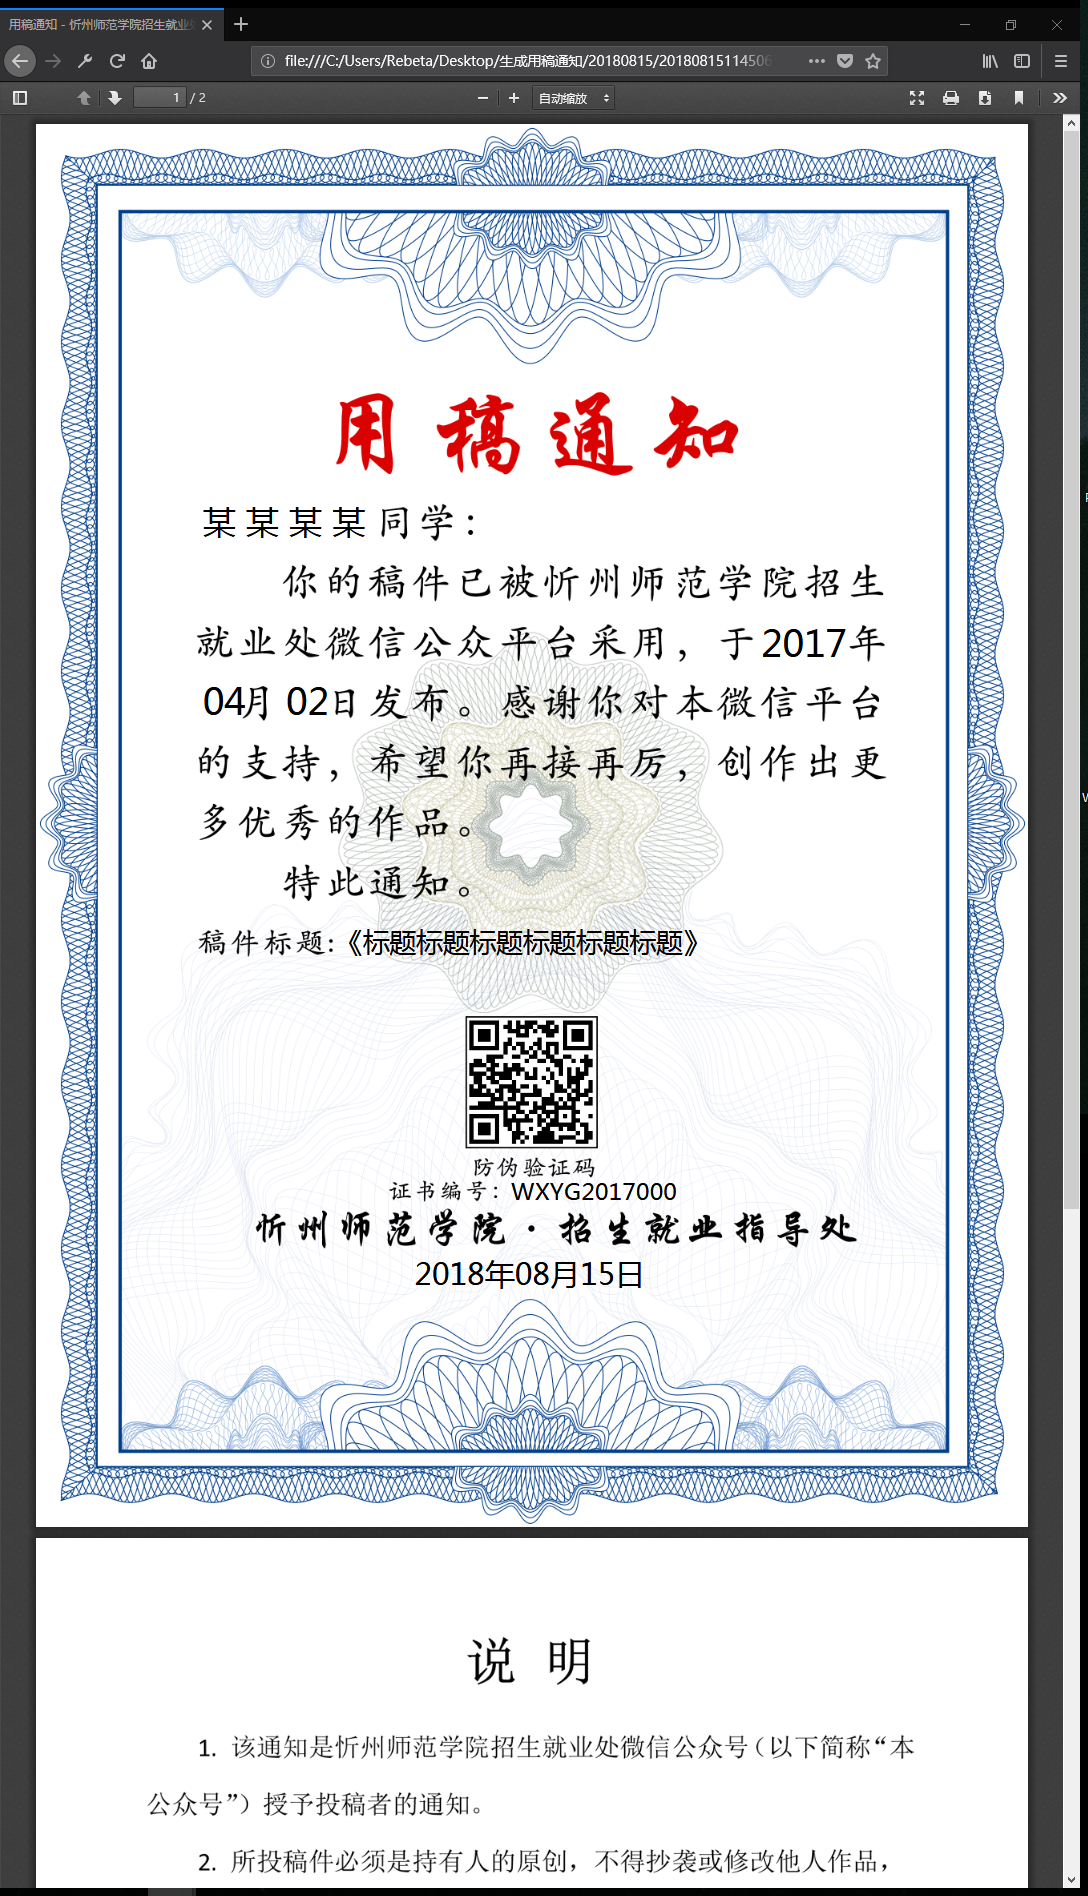 用稿通知 - 忻州师范学院招生就业
file:///C:/Users/Rebeta/Desktop/生成用稿通知/20180815/2018081511450
1 / 2
自动缩放
用稿通知
某某某某同学：
你的稿件已被忻州师范学院招生
就业处微信公众平台采用，于2017年
04月 02日发布。感谢你对本微信平台
的支持，希望你再接再厉，创作出更
多优秀的作品。
特此通知。
稿件标题:《标题标题标题标题标题标题》
防伪验证码
证书编号：WXYG2017000
忻州师范学院·招生就业指导处
2018年08月15日
说 明
1. 该通知是忻州师范学院招生就业处微信公众号（以下简称“本
公众号”）授予投稿者的通知。
2. 所投稿件必须是持有人的原创，不得抄袭或修改他人作品，